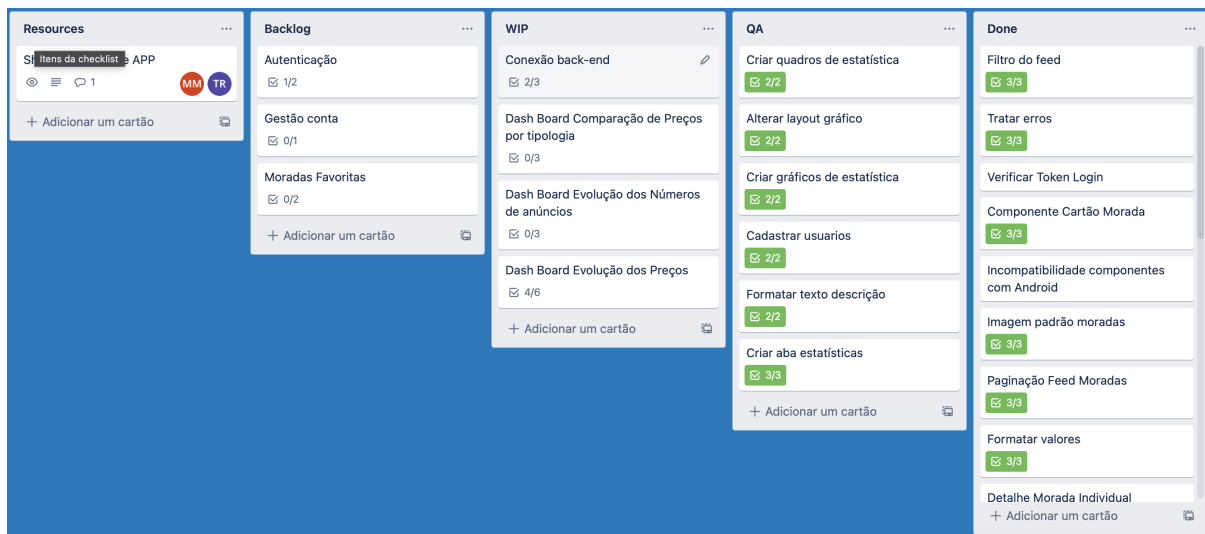 Resources
Itens da checklist
e APP
1
MM
TR
Adicionar um cartão
Backlog
Autenticação
1/2
Gestão conta
0/1
Moradas Favoritas
0/2
Adicionar um cartão
WIP
Conexão back-end
2/3
Dash Board Comparação de Preços
por tipologia
0/3
Dash Board Evolução dos Números
de anúncios
0/3
Dash Board Evolução dos Preços
4/6
Adicionar um cartão
QA
Criar quadros de estatística
2/2
Alterar layout gráfico
2/2
Criar gráficos de estatística
2/2
Cadastrar usuarios
2/2
Formatar texto descrição
2/2
Criar aba estatísticas
3/3
Adicionar um cartão
Done
Filtro do feed
3/3
Tratar erros
3/3
Verificar Token Login
Componente Cartão Morada
3/3
Incompatibilidade componentes
com Android
Imagem padrão moradas
3/3
Paginação Feed Moradas
3/3
Formatar valores
3/3
Detalhe Morada Individual
Adicionar um cartão